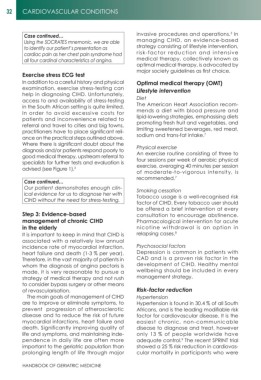 32
CARDIOVASCULAR CONDITIONS
Case continued...
Using the SOCRATES mnemonic, we are able
to identify our patient's presentation as
cardiac pain as her chest pain syndrome had
all four cardinal characteristics of angina.
Exercise stress ECG test
In addition to a careful history and physical
examination, exercise stress-testing can
help in diagnosing CHD. Unfortunately,
access to and availability of stress-testing
in the South African setting is quite limited.
In order to avoid excessive costs for
patients and inconvenience related to
referral and travel to cities and big towns,
practitioners have to place significant reli-
ance on the practical steps outlined above.
Where there is significant doubt about the
diagnosis and/or patients respond poorly to
good medical therapy, upstream referral to
specialists for further tests and evaluation is
advised (see figure 1).²
Case continued...
Our patient demonstrates enough clin-
ical evidence for us to diagnose her with
CIHD without the need for stress-testing.
Step 3: Evidence-based
management of chronic CIHD
in the elderly
It is important to keep in mind that CIHD is
associated with a relatively low annual
incidence rate of myocardial infarction,
heart failure and death (1-3 % per year).
Therefore, in the vast majority of patients in
whom the diagnosis of angina pectoris is
made, it is very reasonable to pursue a
strategy of medical therapy and not rush
to consider bypass surgery or other means
of revascularisation.
The main goals of management of CIHD
are to improve or eliminate symptoms, to
prevent progression of atherosclerotic
disease and to reduce the risk of future
myocardial infarctions, heart failure and
death. Significantly improving quality of
life and symptoms, and maintaining inde-
pendence in daily life are often more
important to the geriatric population than
prolonging length of life through major
invasive procedures and operations.²
In managing CIHD, an evidence-based
strategy consisting of lifestyle intervention,
risk-factor reduction and intensive
medical therapy, collectively known as
optimal medical therapy, is advocated by
major society guidelines as first choice.
Optimal medical therapy (OMT)
Lifestyle intervention
Diet
The American Heart Association recom-
mends a diet with blood pressure and
lipid-lowering strategies, emphasising diets
promoting fresh fruit and vegetables, and
limiting sweetened beverages, red meat,
sodium and trans-fat intake.
Physical exercise
An exercise routine consisting of three to
four sessions per week of aerobic physical
exercise, averaging 40 minutes per session
of moderate-to-vigorous intensity, is
recommended.
Smoking cessation
Tobacco usage is a well-recognised risk
factor of CIHD. Every tobacco user must
be offered a brief intervention at every
consultation to encourage abstinence.
Pharmacological intervention for acute
nicotine withdrawal is an option in
relapsing cases.
Psychosocial factors
Depression is common in patients with
CAD and is a proven risk factor in the
development of CIHD. Healthy mental
wellbeing should be included in every
management strategy.
Risk-factor reduction
Hypertension
Hypertension is found in 30.4 % of all South
Africans, and is the leading modifiable risk
factor for cardiovascular disease. It is the
easiest chronic, non-communicable
disease to diagnose and treat, however
only 13 % of people worldwide have
adequate control. The recent SPRINT trial
showed a 25 % risk reduction in cardiovas-
cular mortality in participants who were
HANDBOOK OF GERIATRIC MEDICINE